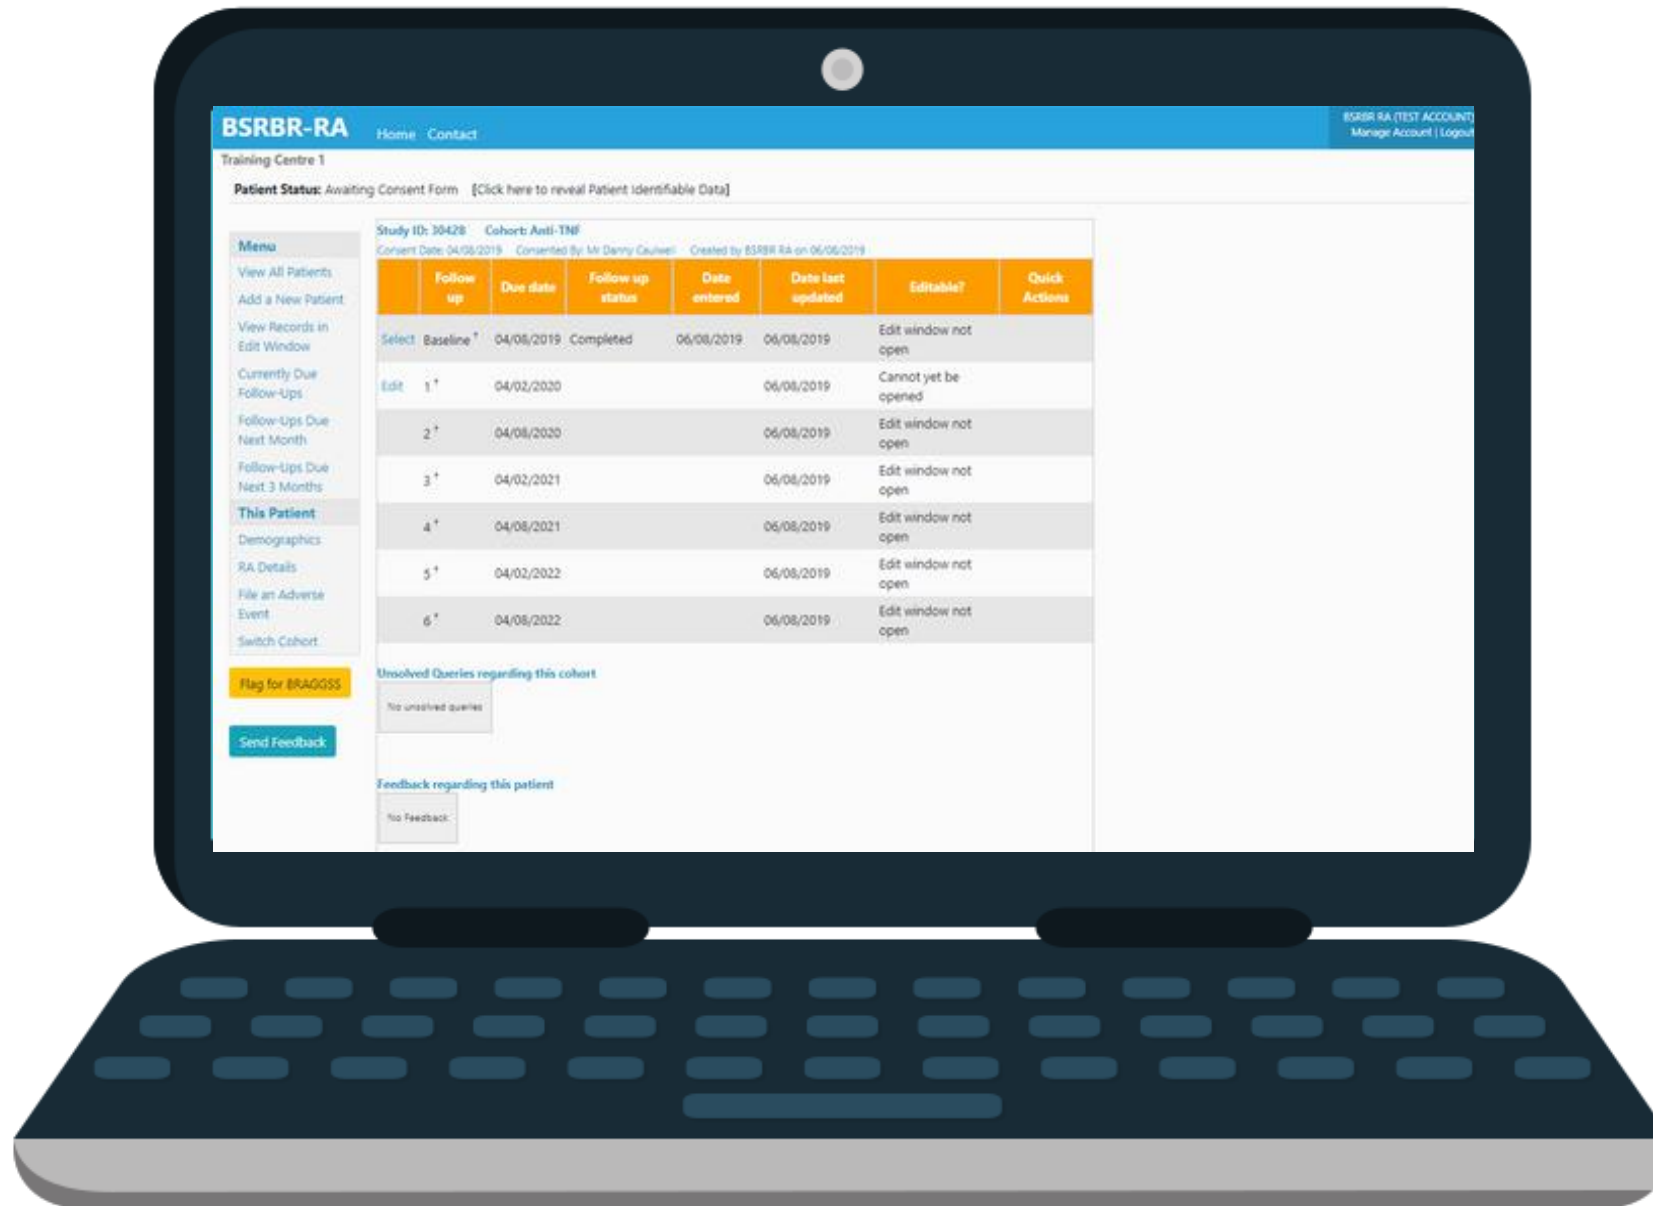 BSRBR-RA Home Contact
BSRBR RA (TEST ACCOUNT)
Manage Account | Logout
Training Centre 1
Patient Status: Awaiting Consent Form [Click here to reveal Patient Identifiable Data]
Menu
View All Patients
Add a New Patient
View Records in
Edit Window
Currently Due
Follow-Ups
Follow-Ups Due
Next Month
Follow-Ups Due
Next 3 Months
This Patient
Demographics
RA Details
File an Adverse
Event
Switch Cohort
Flag for BRAGGSS
Send Feedback
Study ID: 30428 Cohort: Anti-TNF
Consent Date: 04/08/2019 Consented By: Mr Danny Created by BSRBR RA on 06/08/2019
Follow up Due date Follow up status Date entered Date last updated Editable? Quick Actions
Select Baseline + 04/08/2019 Completed 06/08/2019 06/08/2019 Edit window not open
Edit 1 + 04/02/2020 06/08/2019 Cannot yet be opened
2 + 04/08/2020 06/08/2019 Edit window not open
3 + 04/02/2021 06/08/2019 Edit window not open
4 + 04/08/2021 06/08/2019 Edit window not open
5 + 04/02/2022 06/08/2019 Edit window not open
6 + 04/08/2022 06/08/2019 Edit window not open
Unsolved Queries regarding this cohort
No unsolved queries
Feedback regarding this patient
No Feedback